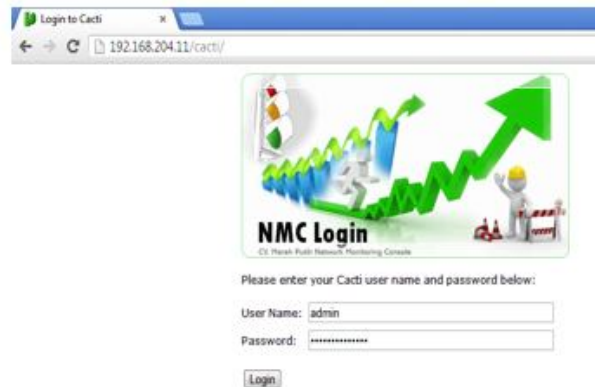 Login to Cacti
192.168.204.11/cacti/
NMC Login
CV. Merah Putih Network Monitoring Console
Please enter your Cacti user name and password below:
User Name: admin
Password: ••••••••••••••
Login